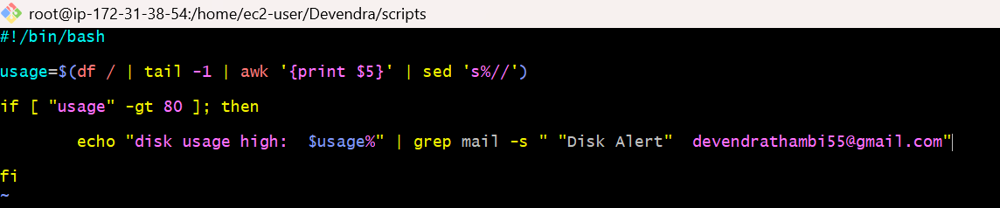 root@ip-172-31-38-54:/home/ec2-user/Devendra/scripts
#!/bin/bash
usage=$(df / | tail -1 | awk '{print $5}' | sed 's%//')
if [ "usage" -gt 80 ]; then
        echo "disk usage high:  $usage%" | grep mail -s " "Disk Alert"  devendrathambi55@gmail.com"
fi
~